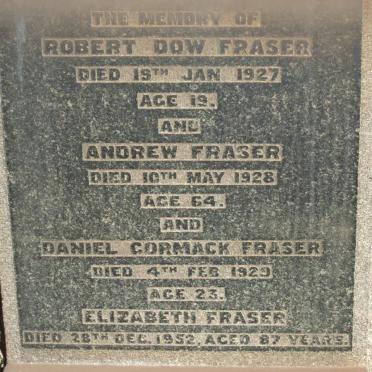 THE MEMORY OF
ROBERT DOW FRASER
DIED 19TH JAN 1927
AGE 19.
AND
ANDREW FRASER
DIED 10TH MAY 1928
AGE 64.
AND
DANIEL CORMACK FRASER
DIED 4TH FEB 1929
AGE 23.
ELIZABETH FRASER
DIED 28TH DEC. 1952, AGED 87 YEARS.